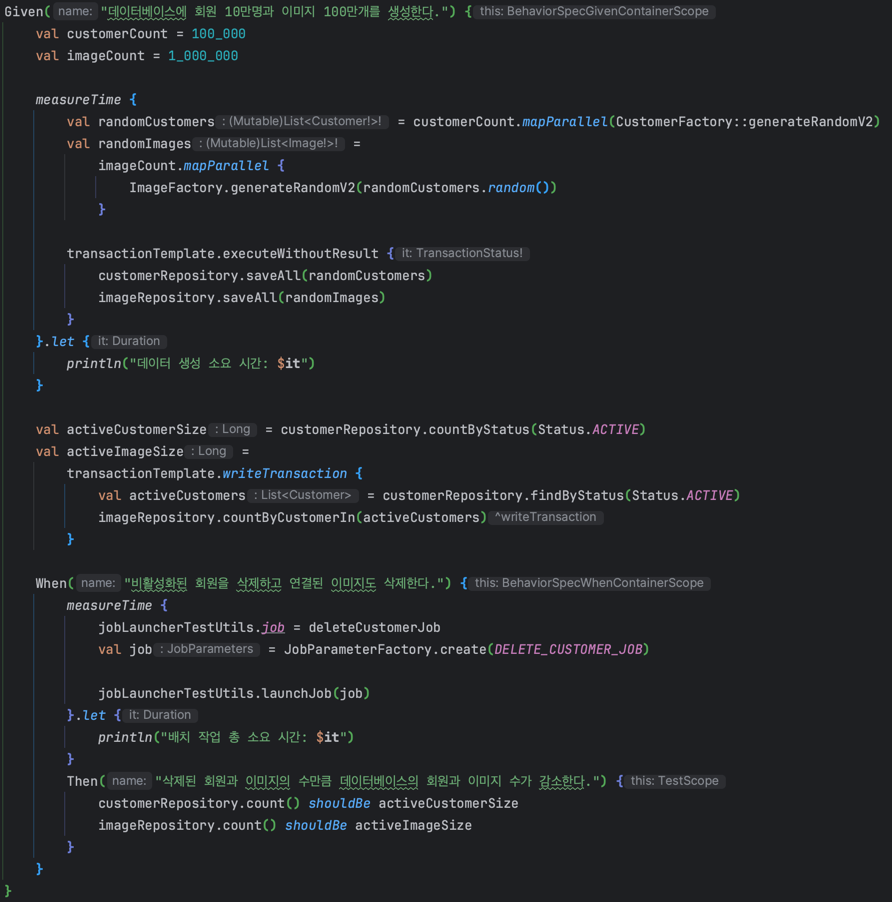 Given( name: "데이터베이스에 회원 10만명과 이미지 100만개를 생성한다.") { this: BehaviorSpecGivenContainerScope
val customerCount = 100_000
val imageCount = 1_000_000
measureTime {
val randomCustomers : (Mutable)List<Customer!>! = customerCount.mapParallel(CustomerFactory::generateRandomV2)
val randomImages : (Mutable)List<Image!>! =
imageCount.mapParallel {
ImageFactory.generateRandomV2(randomCustomers.random())
}
transactionTemplate.executeWithoutResult { it: TransactionStatus!
customerRepository.saveAll(randomCustomers)
imageRepository.saveAll(randomImages)
}
}.let { it: Duration
println("데이터 생성 소요 시간: $it")
}
val activeCustomerSize : Long = customerRepository.countByStatus(Status.ACTIVE)
val activeImageSize : Long =
transactionTemplate.writeTransaction {
val activeCustomers : List<Customer> = customerRepository.findByStatus(Status.ACTIVE)
imageRepository.countByCustomerIn(activeCustomers) ^writeTransaction
}
When( name: "비활성화된 회원을 삭제하고 연결된 이미지도 삭제한다.") { this: BehaviorSpecWhenContainerScope
measureTime {
jobLauncherTestUtils.job = deleteCustomerJob
val job : JobParameters = JobParameterFactory.create(DELETE_CUSTOMER_JOB)
jobLauncherTestUtils.launchJob(job)
}.let { it: Duration
println("배치 작업 총 소요 시간: $it")
}
Then( name: "삭제된 회원과 이미지의 수만큼 데이터베이스의 회원과 이미지 수가 감소한다.") { this: TestScope
customerRepository.count() shouldBe activeCustomerSize
imageRepository.count() shouldBe activeImageSize
}
}
}